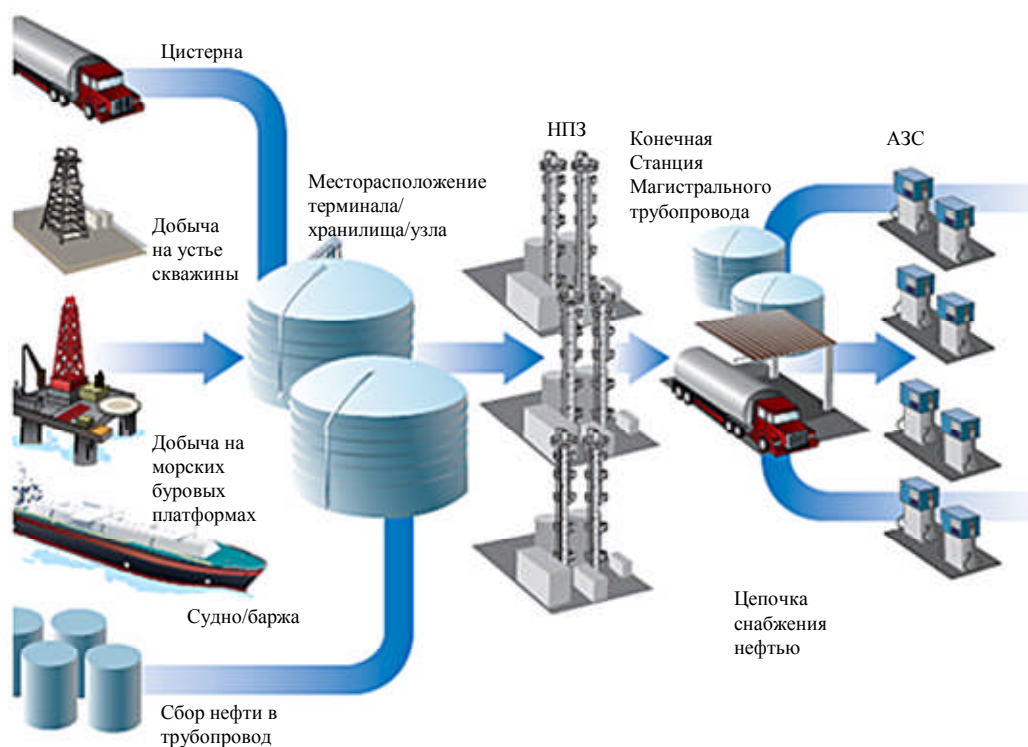 Цистерна
Добыча
на устье
скважины
Добыча на
морских
буровых
платформах
Судно/баржа
Сбор нефти в
трубопровод
Месторасположение
терминала/
хранилища/узла
НПЗ
Конечная
Станция
Магистрального
трубопровода
АЗС
Цепочка
снабжения
нефтью